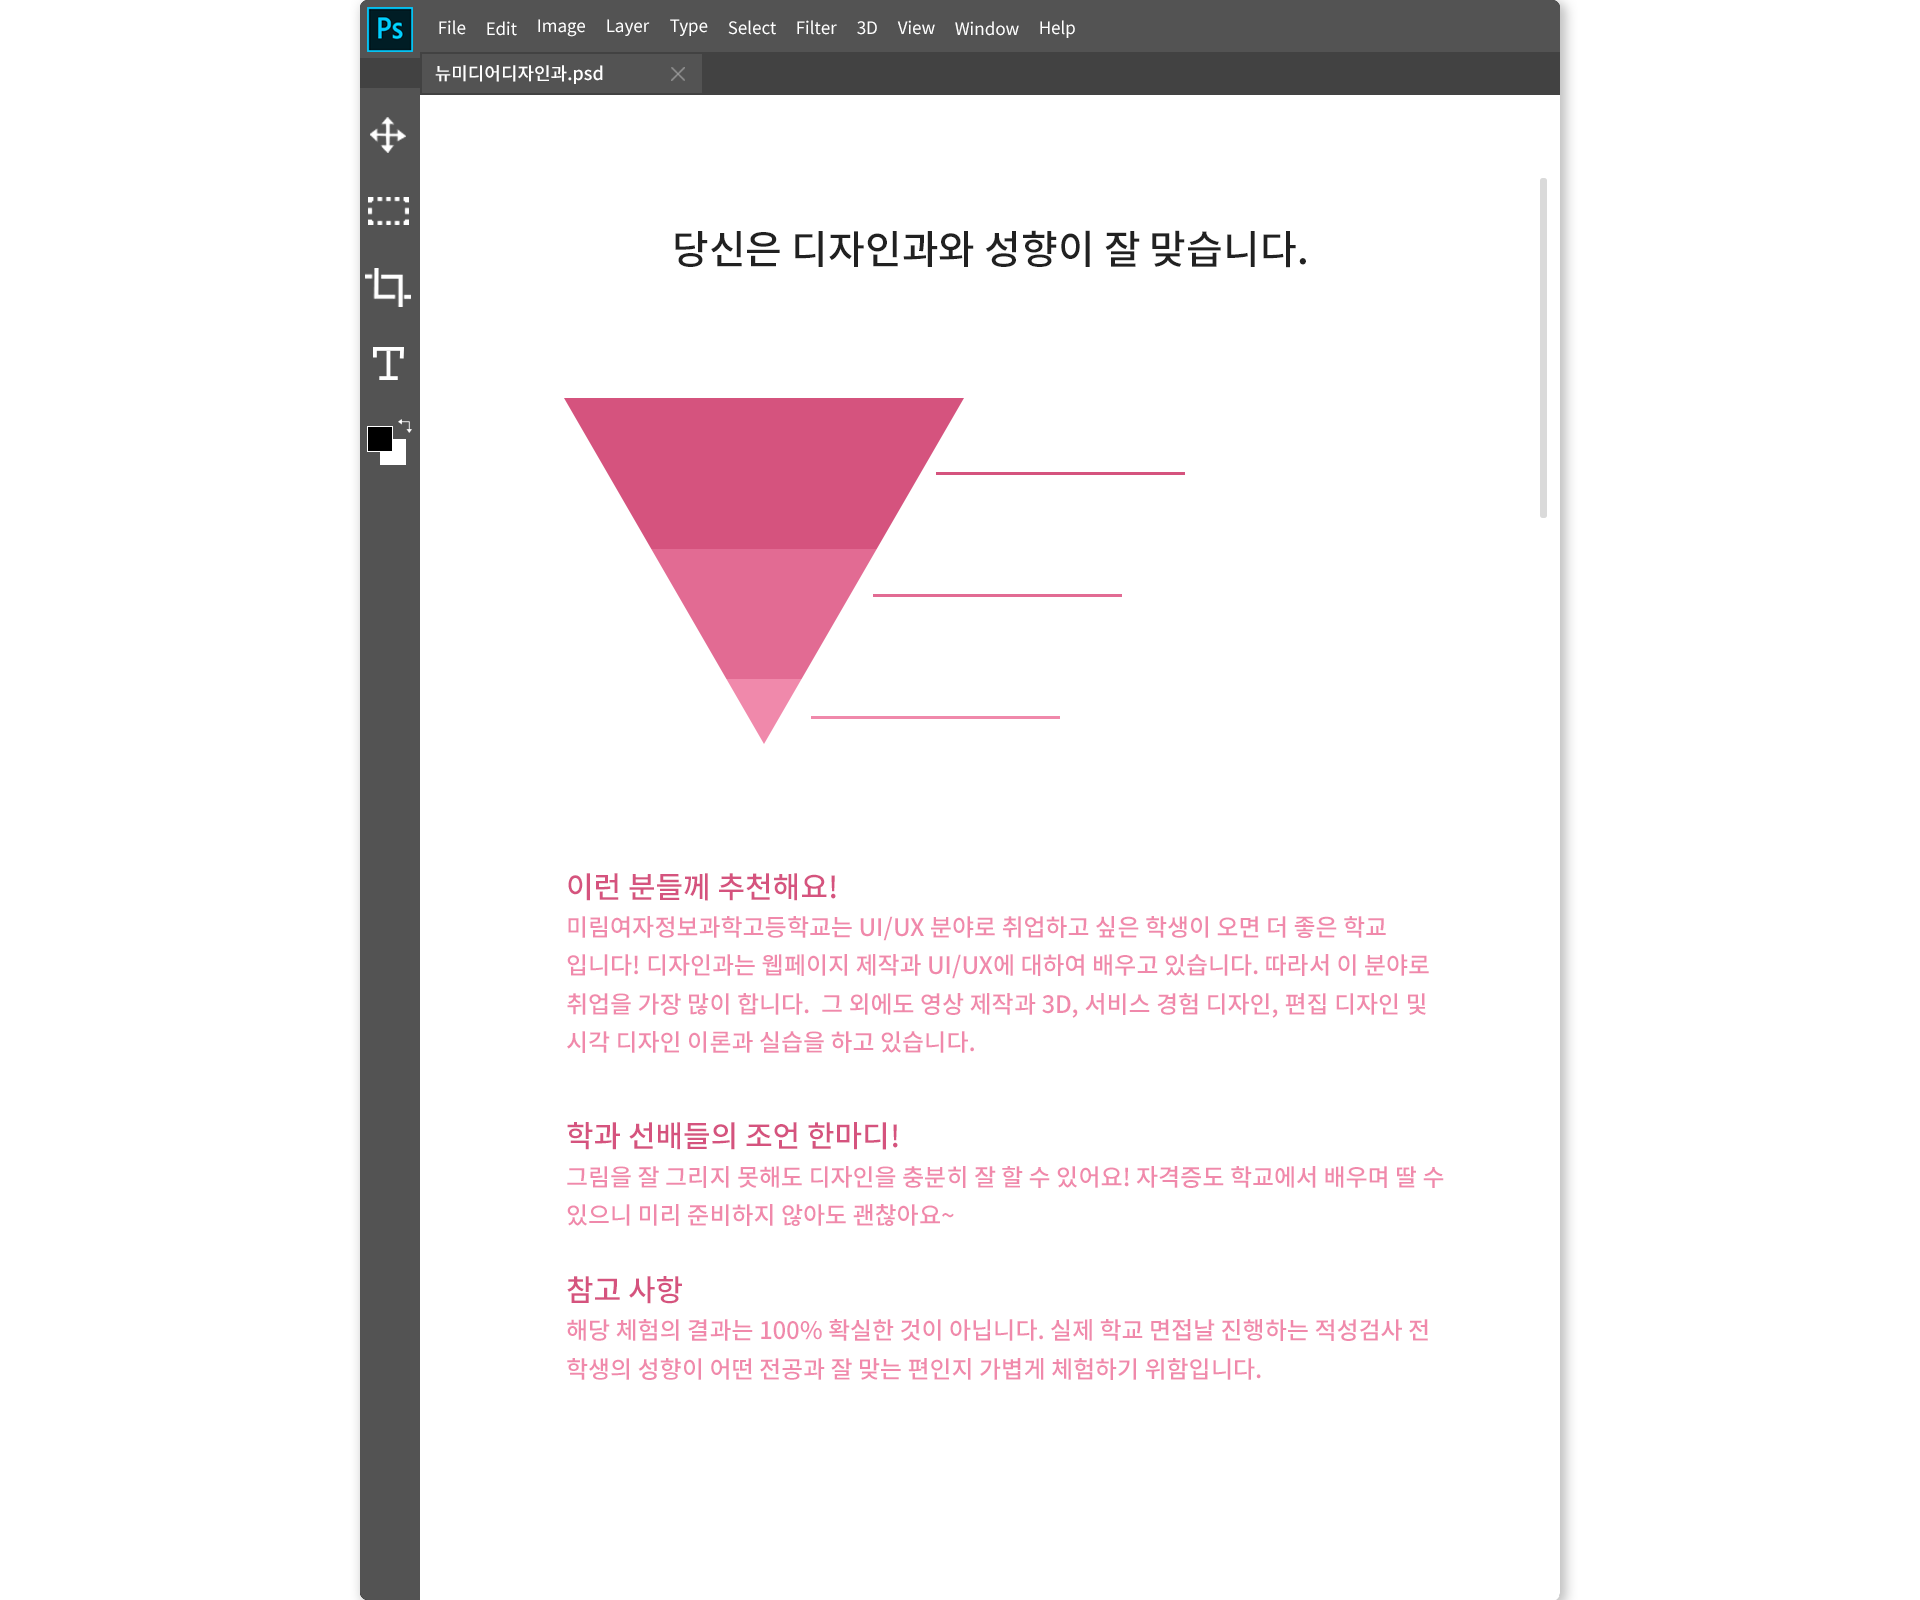 Ps
File Edit Image Layer Type Select Filter 3D View Window Help
뉴미디어디자인과.psd
당신은 디자인과와 성향이 잘 맞습니다.
이런 분들께 추천해요!
미림여자정보과학고등학교는 UI/UX 분야로 취업하고 싶은 학생이 오면 더 좋은 학교
입니다! 디자인과는 웹페이지 제작과 UI/UX에 대하여 배우고 있습니다. 따라서 이 분야로
취업을 가장 많이 합니다. 그 외에도 영상 제작과 3D, 서비스 경험 디자인, 편집 디자인 및
시각 디자인 이론과 실습을 하고 있습니다.
학과 선배들의 조언 한마디!
그림을 잘 그리지 못해도 디자인을 충분히 잘 할 수 있어요! 자격증도 학교에서 배우며 딸 수
있으니 미리 준비하지 않아도 괜찮아요~
참고 사항
해당 체험의 결과는 100% 확실한 것이 아닙니다. 실제 학교 면접날 진행하는 적성검사 전
학생의 성향이 어떤 전공과 잘 맞는 편인지 가볍게 체험하기 위함입니다.